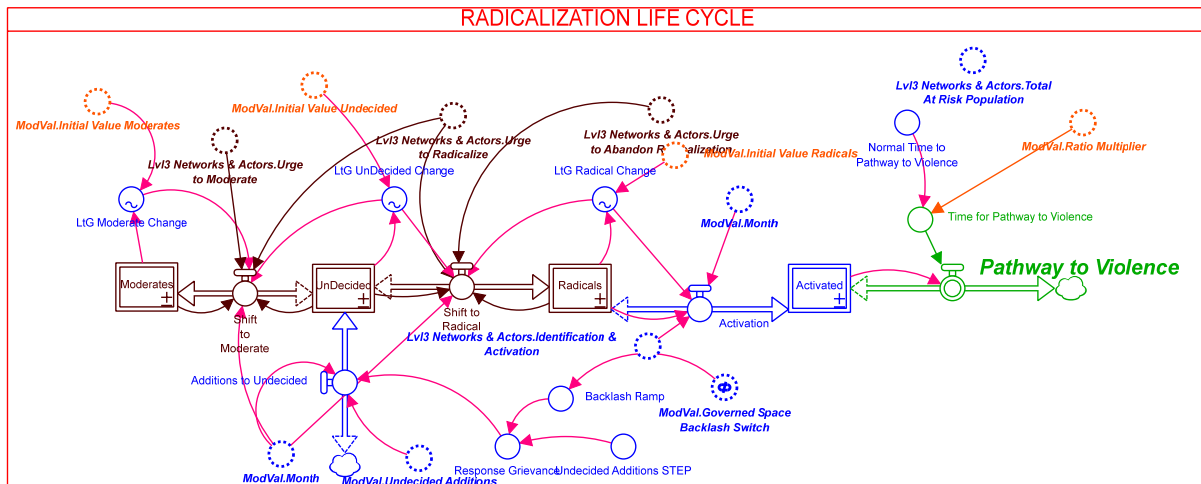 RADICALIZATION LIFE CYCLE
Lvl3 Networks & Actors.Total
At Risk Population
ModVal.Initial Value Undecided
ModVal.Initial Value Moderates
Lvl3 Networks & Actors.Urge
to Moderate
Lvl3 Networks & Actors.Urge
to Radicalize
Lvl3 Networks & Actors.Urge
to Abandon R
alization
ModVal.Initial Value Radicals
Normal Time to
Pathway to Violence
ModVal.Ratio Multiplier
LtG UnDecided Change
LtG Radical Change
LtG Moderate Change
ModVal.Month
Time for Pathway to Violence
Pathway to Violence
Moderates
UnDecided
Radicals
Activated
Shift
to
Moderate
Shift to
Radical
Activation
Lvl3 Networks & Actors.Identification &
Activation
Additions to Undecided
Backlash Ramp
ModVal.Governed Space
Backlash Switch
Response Grievance
Undecided Additions STEP
ModVal.Month
ModVal.Undecided Additions